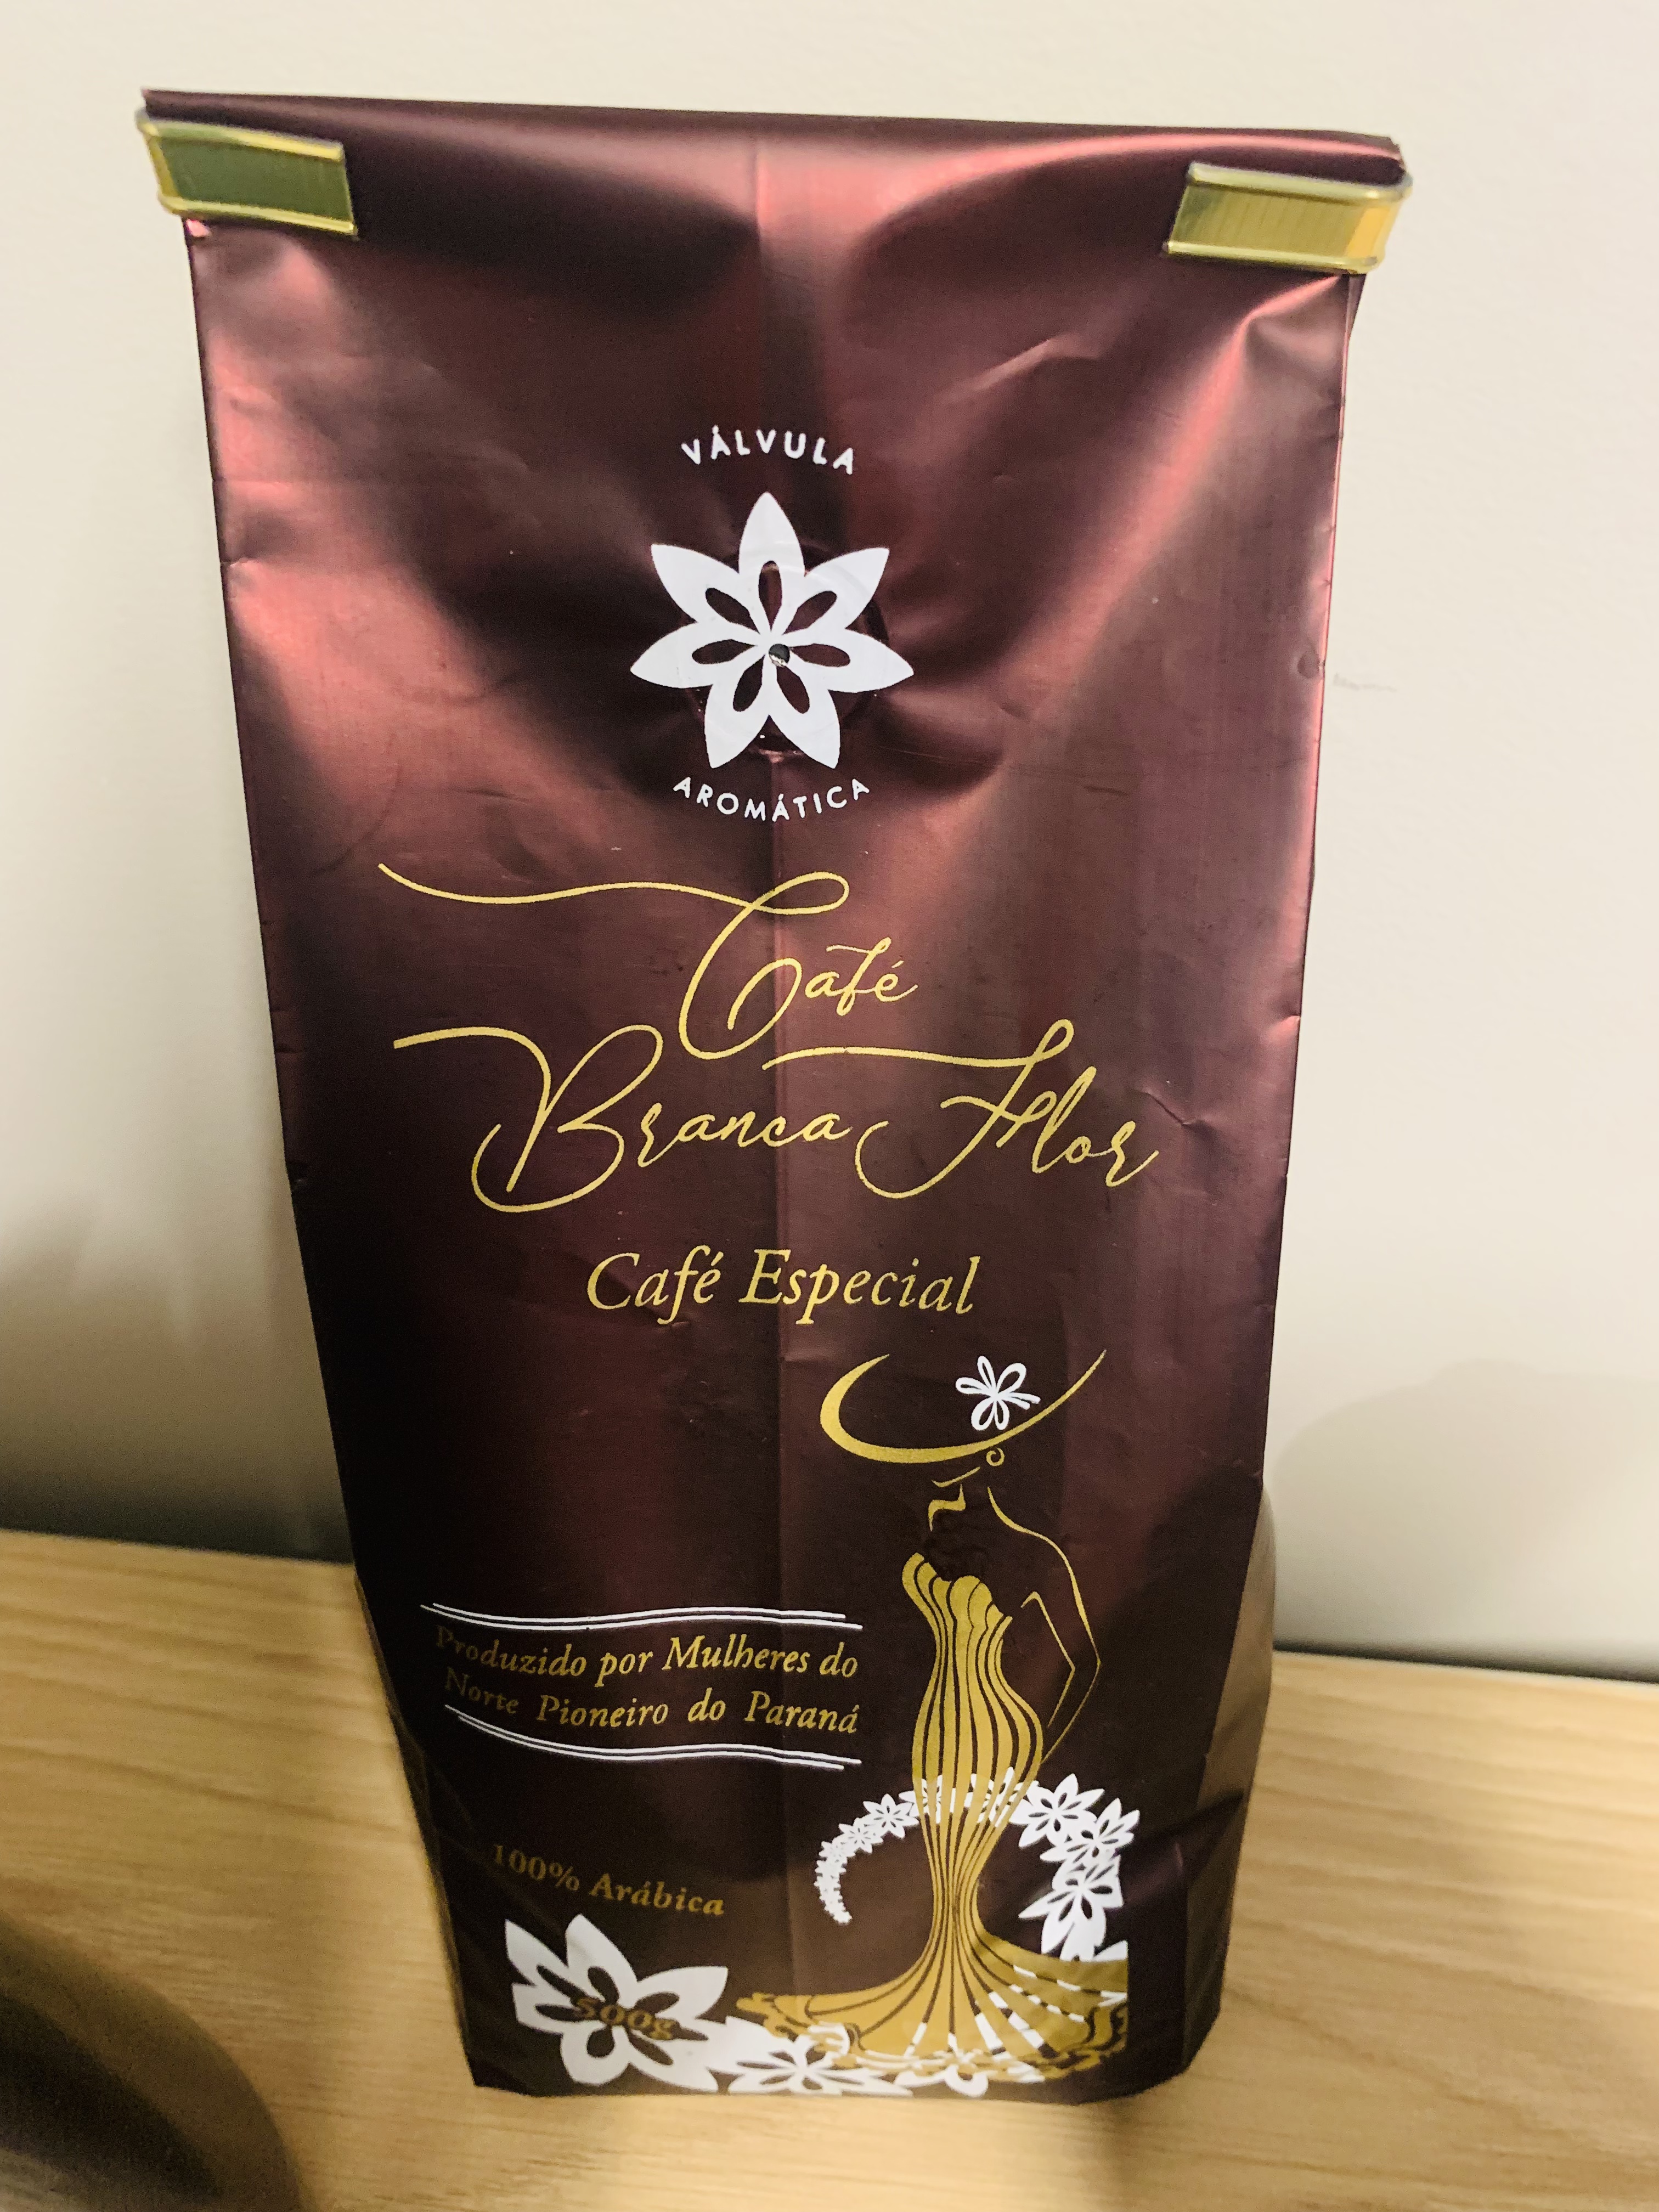 VÁLVULA
AROMÁTICA
Café
Branca Flor
Café Especial
Produzido por Mulheres do
Norte Pioneiro do Paraná
100% Arábica
500g